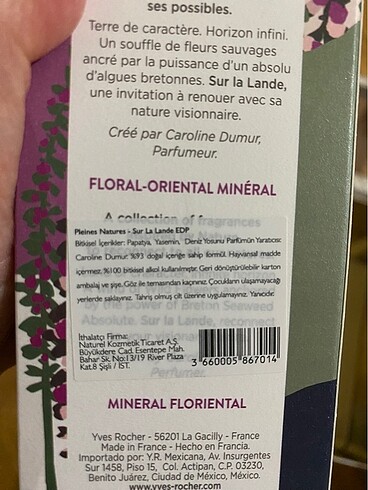 ses possibles.
Terre de caractère. Horizon infini.
Un souffle de fleurs sauvages
ancré par la puissance d'un absolu
d'algues bretonnes. Sur la Lande,
une invitation à renouer avec sa
nature visionnaire.
Créé par Caroline Dumur,
Parfumeur.
FLORAL-ORIENTAL MINÉRAL
A collection of fragrances
Pleines Natures - Sur La Lande EDP
Bitkisel İçerikler: Papatya, Yasemin, Deniz Yosunu Parfümün Yaratıcısı:
Caroline Dumur: %93 doğal içeriğe sahip formül. Hayvansal madde
içermez. %100 bitkisel alkol kullanılmıştır. Geri dönüştürülebilir karton
ambalaj ve şişe. Göz ile temasından kaçınınız. Çocukların ulaşamayacağı
yerlerde saklayınız. Tahriş olmuş cilt üzerine uygulamayınız. Yanıcıdır.
by the power of Breton Seaweed
Absolute. Sur la Lande, reconnect
İthalatçı Firma:
Naturel Kozmetik Ticaret A.Ş.
Büyükdere Cad. Esentepe Mah.
Bahar Sk. No:13/19 River Plaza
Kat:8 Şişli / İST.
3 660005 867014
Perfumer.
MINERAL FLORIENTAL
Yves Rocher - 56201 La Gacilly - France
Made in France - Hecho en Francia.
Importado por: Y.R. Mexicana, Av. Insurgentes
Sur 1458, Piso 15, Col. Actipan, C.P. 03230,
Benito Juárez, Ciudad de México, México.
www.yves-rocher.com